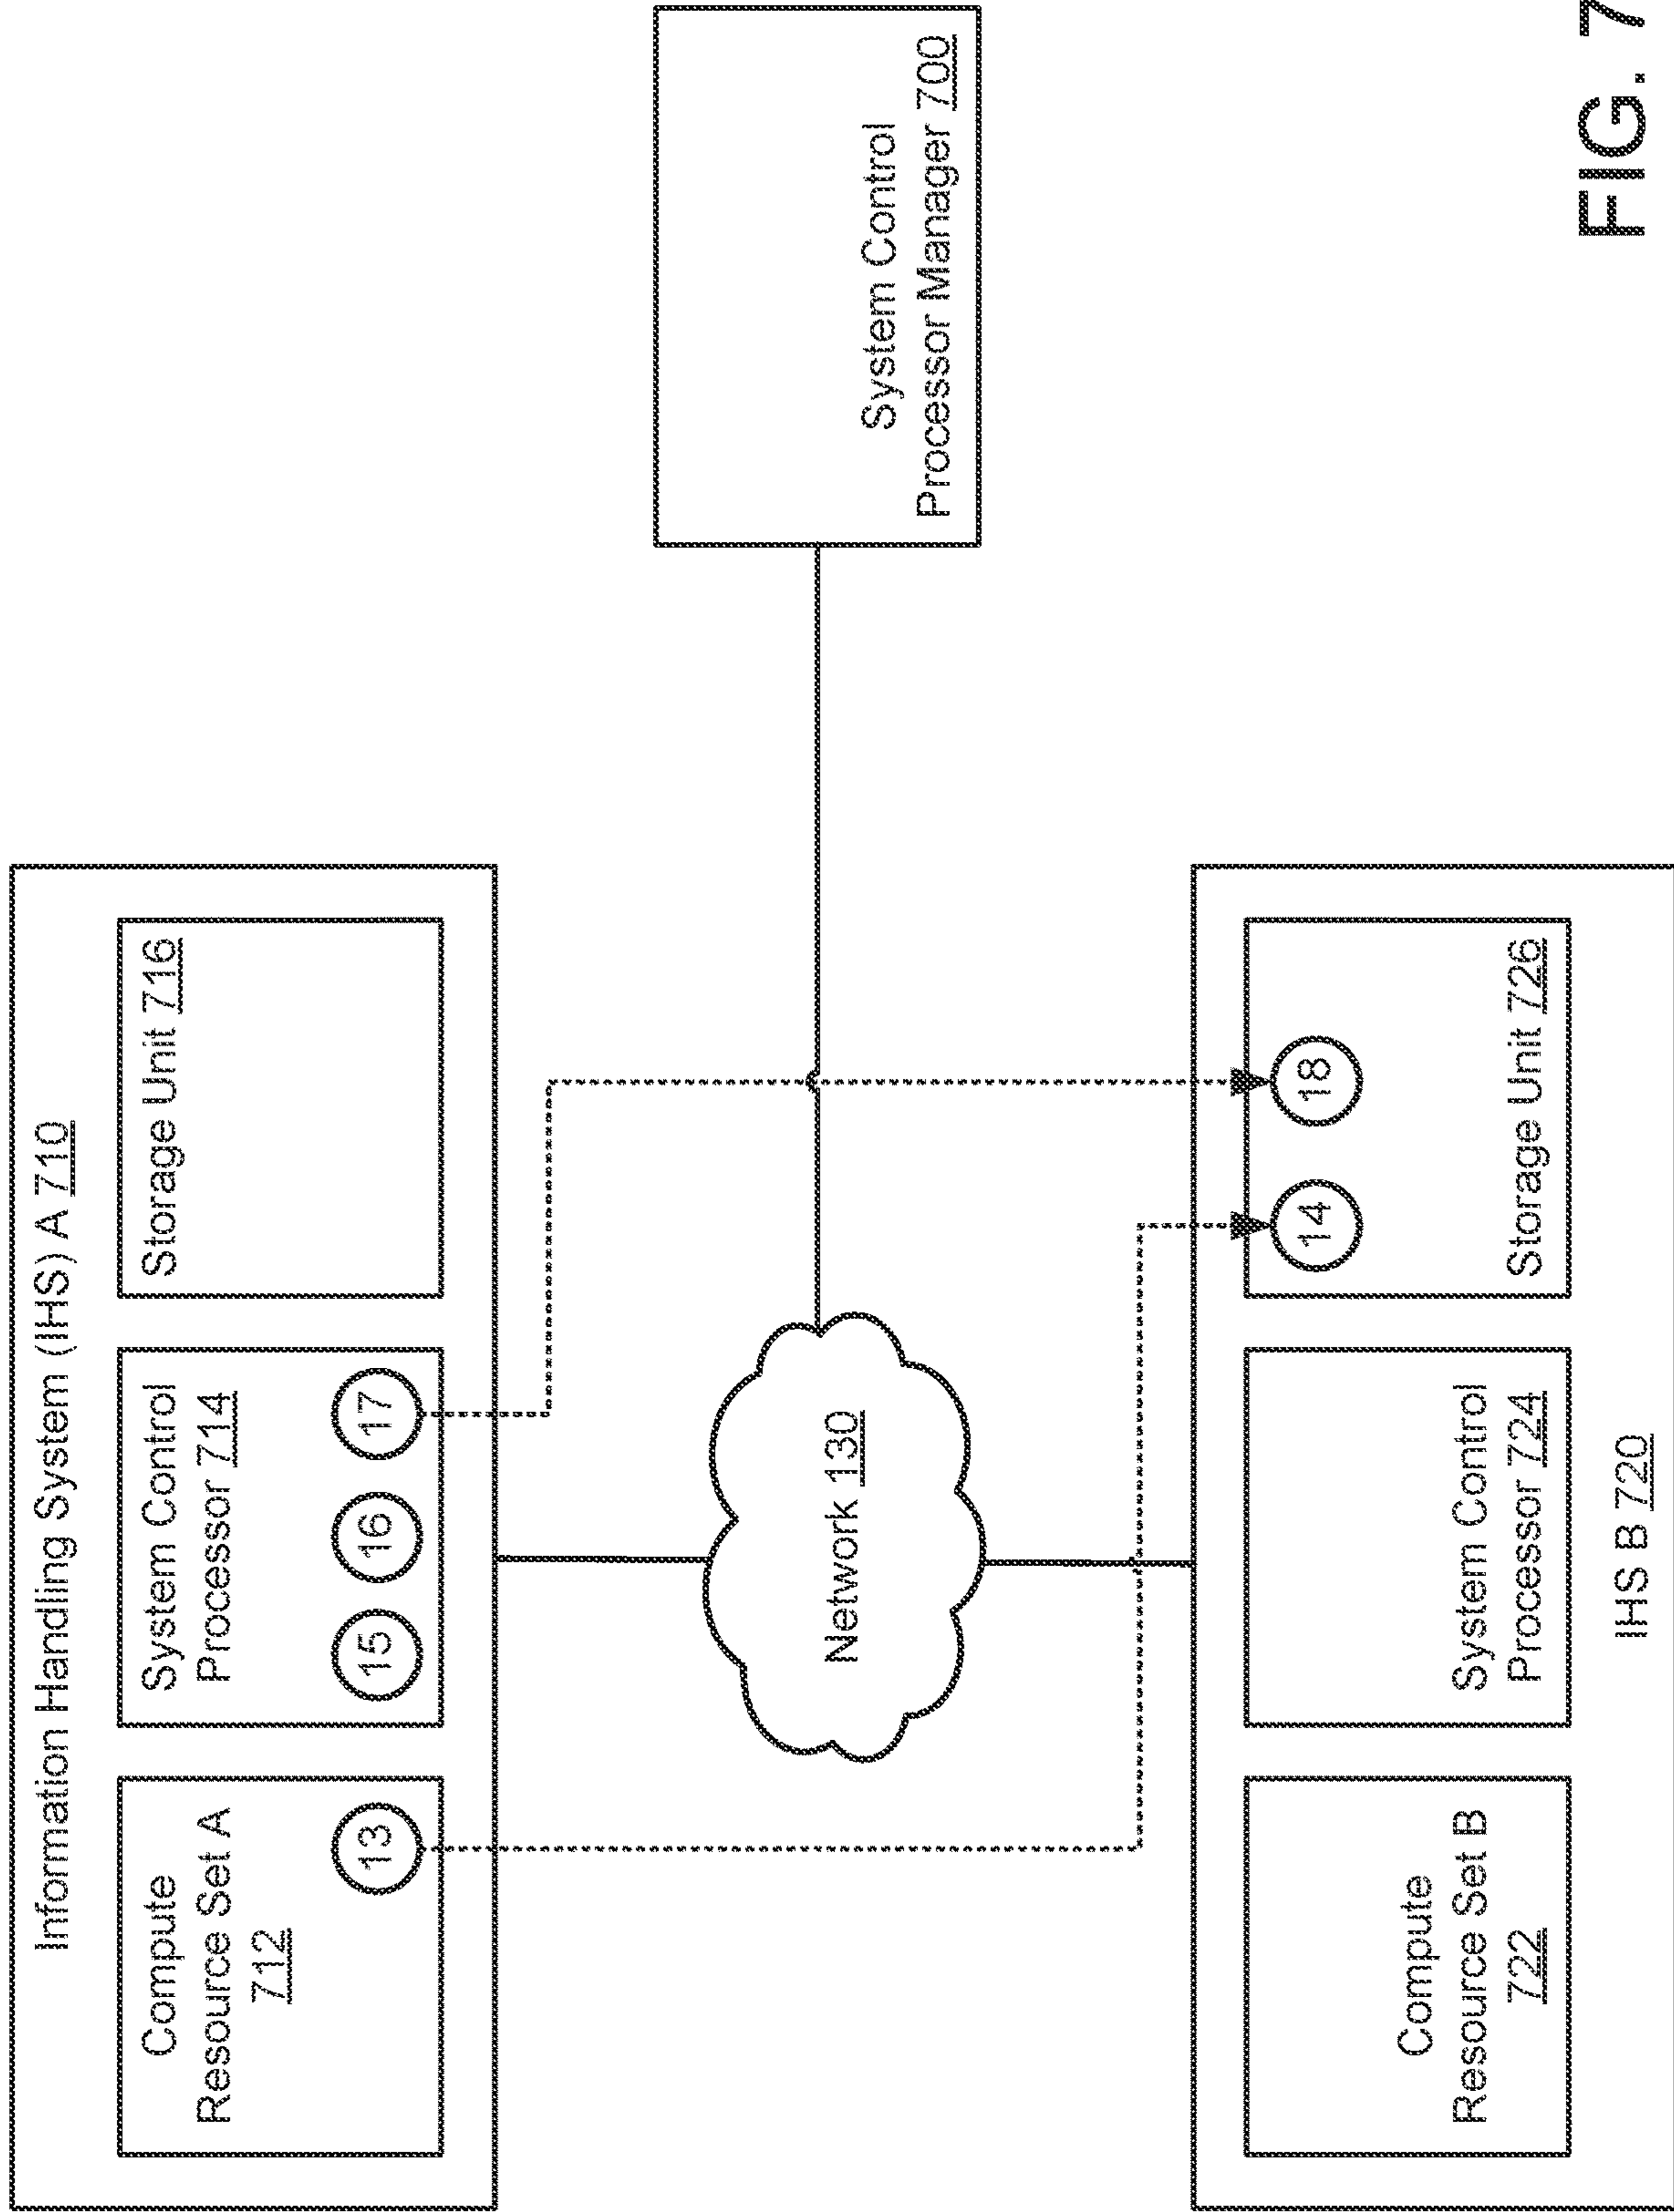 Information Handling System (IHS) A 710
Compute
Resource Set A
712
13
System Control
Processor 714
15
16
17
Storage Unit 716
Network 130
System Control
Processor Manager 700
Compute
Resource Set B
722
System Control
Processor 724
14
18
Storage Unit 726
IHS B 720
FIG. 7